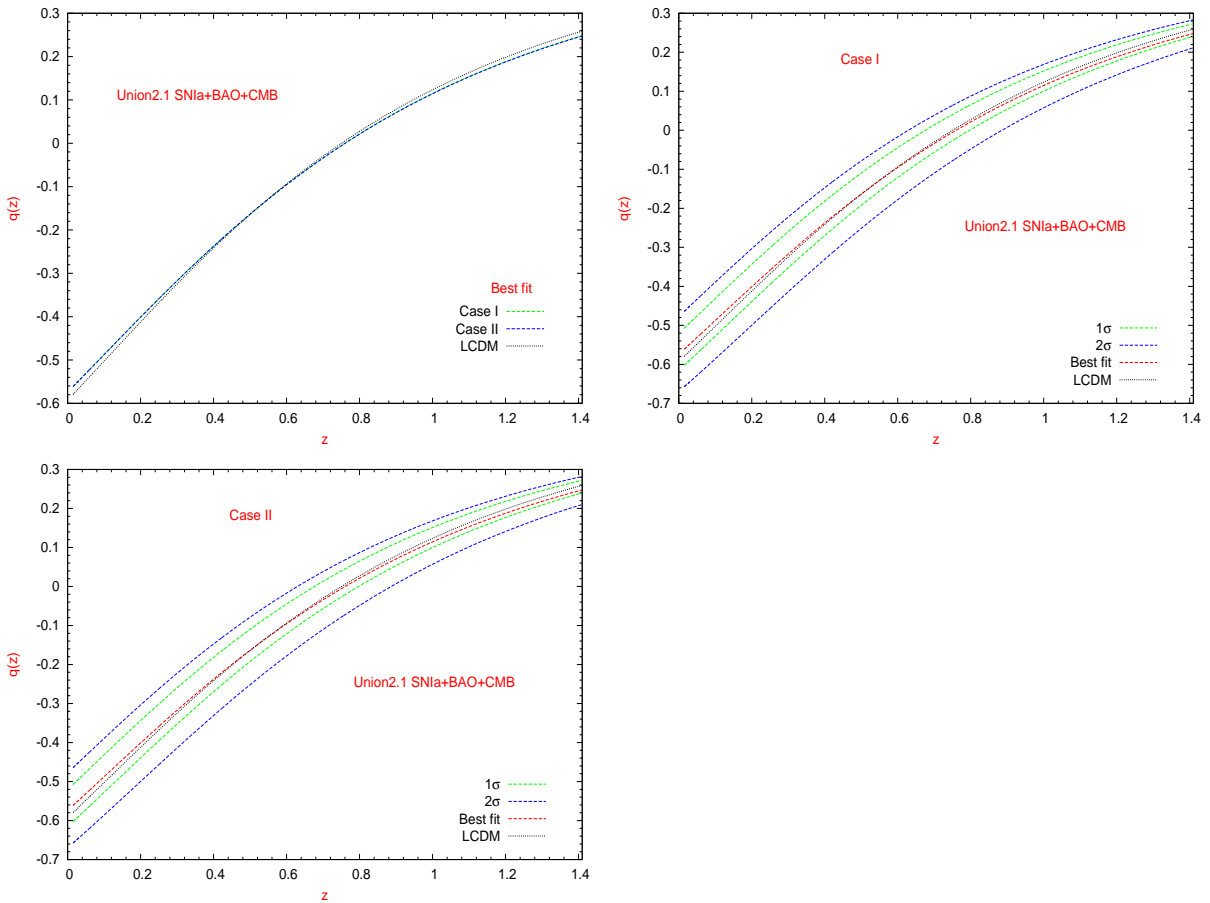 0.3
0.2
0.1
0
-0.1
-0.2
-0.3
-0.4
-0.5
-0.6
q(z)
Union2.1 SNIa+BAO+CMB
Best fit
Case I
Case II
LCDM
0 0.2 0.4 0.6 0.8 1 1.2 1.4
z
0.3
0.2
0.1
0
-0.1
-0.2
-0.3
-0.4
-0.5
-0.6
-0.7
q(z)
Case I
Union2.1 SNIa+BAO+CMB
1σ
2σ
Best fit
LCDM
0 0.2 0.4 0.6 0.8 1 1.2 1.4
z
0.3
0.2
0.1
0
-0.1
-0.2
-0.3
-0.4
-0.5
-0.6
-0.7
q(z)
Case II
Union2.1 SNIa+BAO+CMB
1σ
2σ
Best fit
LCDM
0 0.2 0.4 0.6 0.8 1 1.2 1.4
z